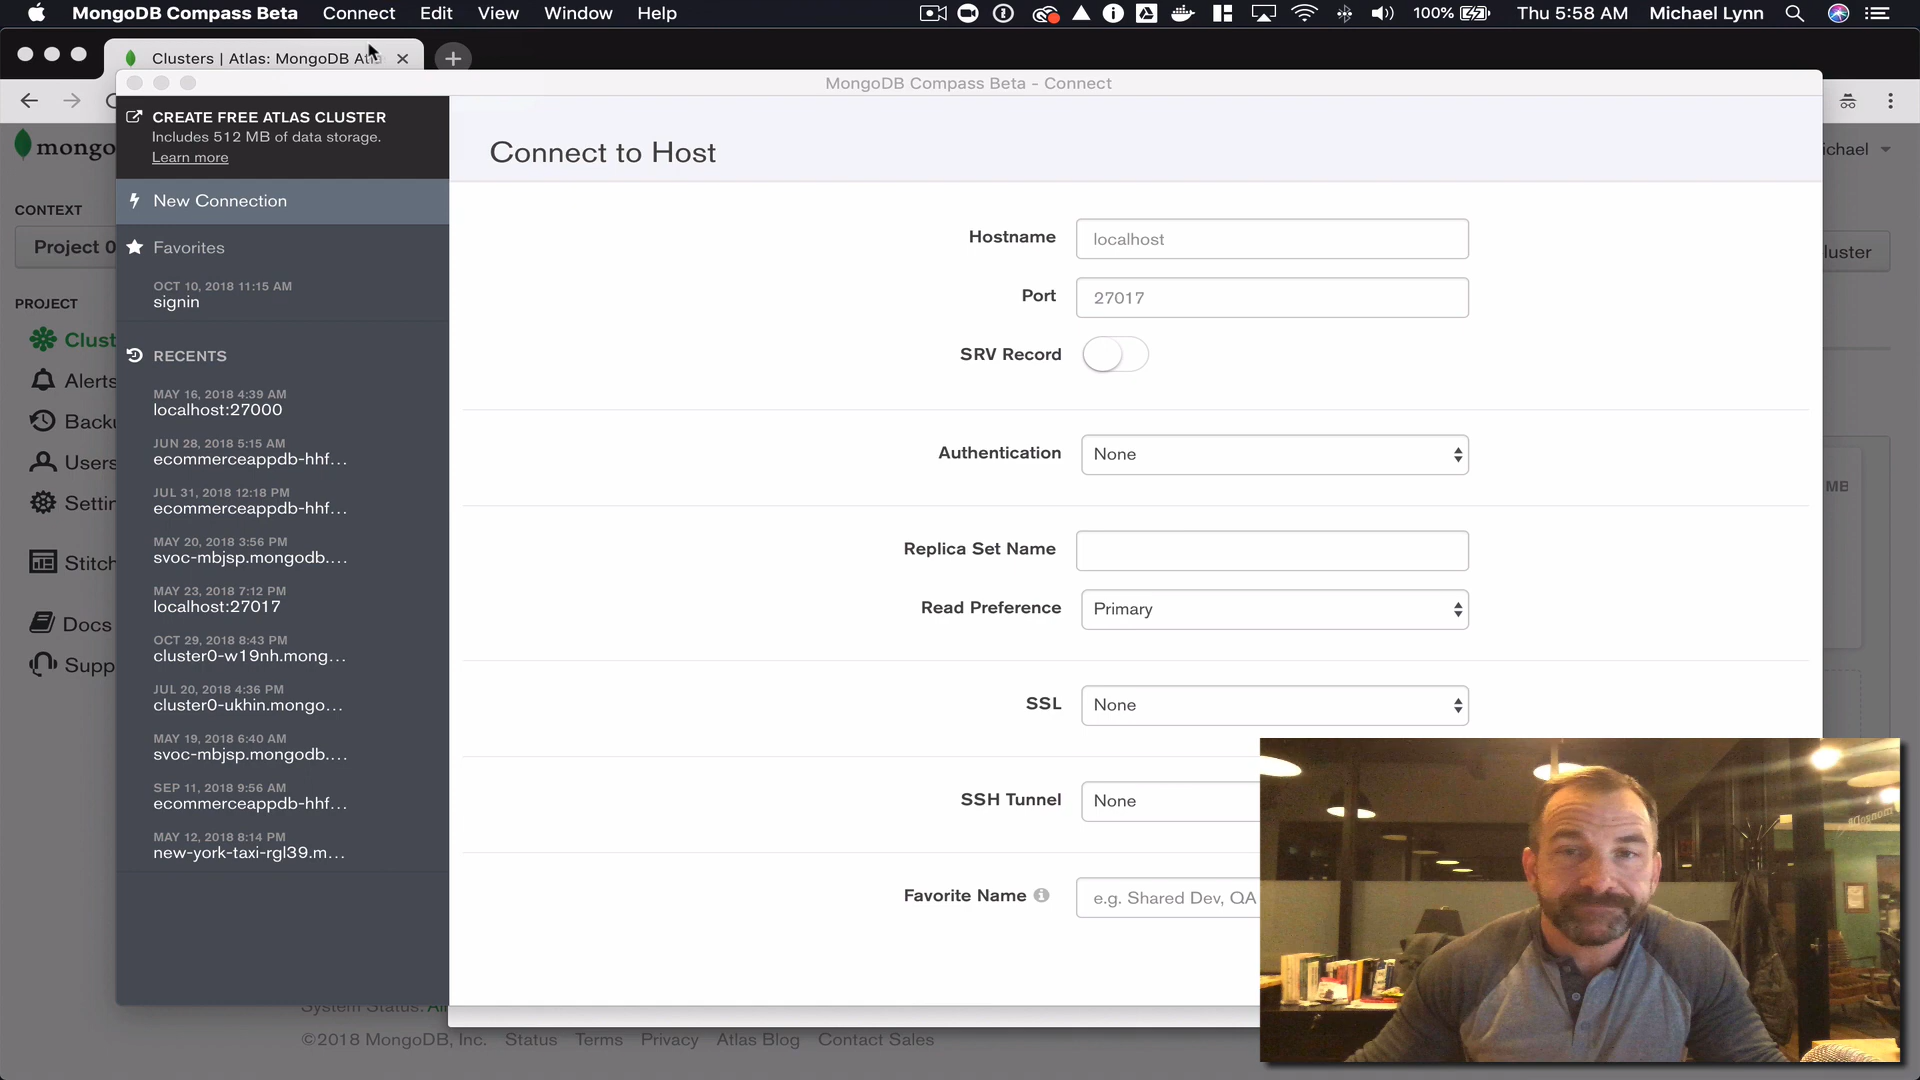 MongoDB Compass Beta Connect Edit View Window Help
100% Thu 5:58 AM Michael Lynn
Clusters | Atlas: MongoDB Atl
MongoDB Compass Beta - Connect
mongo
ichael
CONTEXT
Project 0
luster
PROJECT
Clust
Alerts
Backu
Users
Settin
Stitch
Docs
Supp
MB
CREATE FREE ATLAS CLUSTER
Includes 512 MB of data storage.
Learn more
New Connection
Favorites
OCT 10, 2018 11:15 AM
signin
RECENTS
MAY 16, 2018 4:39 AM
localhost:27000
JUN 28, 2018 5:15 AM
ecommerceappdb-hhf...
JUL 31, 2018 12:18 PM
ecommerceappdb-hhf...
MAY 20, 2018 3:56 PM
svoc-mbjsp.mongodb....
MAY 23, 2018 7:12 PM
localhost:27017
OCT 29, 2018 8:43 PM
cluster0-w19nh.mong...
JUL 20, 2018 4:36 PM
cluster0-ukhin.mongo...
MAY 19, 2018 6:40 AM
svoc-mbjsp.mongodb....
SEP 11, 2018 9:56 AM
ecommerceappdb-hhf...
MAY 12, 2018 8:14 PM
new-york-taxi-rgl39.m...
Connect to Host
Hostname localhost
Port 27017
SRV Record
Authentication None
Replica Set Name
Read Preference Primary
SSL None
SSH Tunnel None
Favorite Name e.g. Shared Dev, QA
System Status: All
©2018 MongoDB, Inc. Status Terms Privacy Atlas Blog Contact Sales